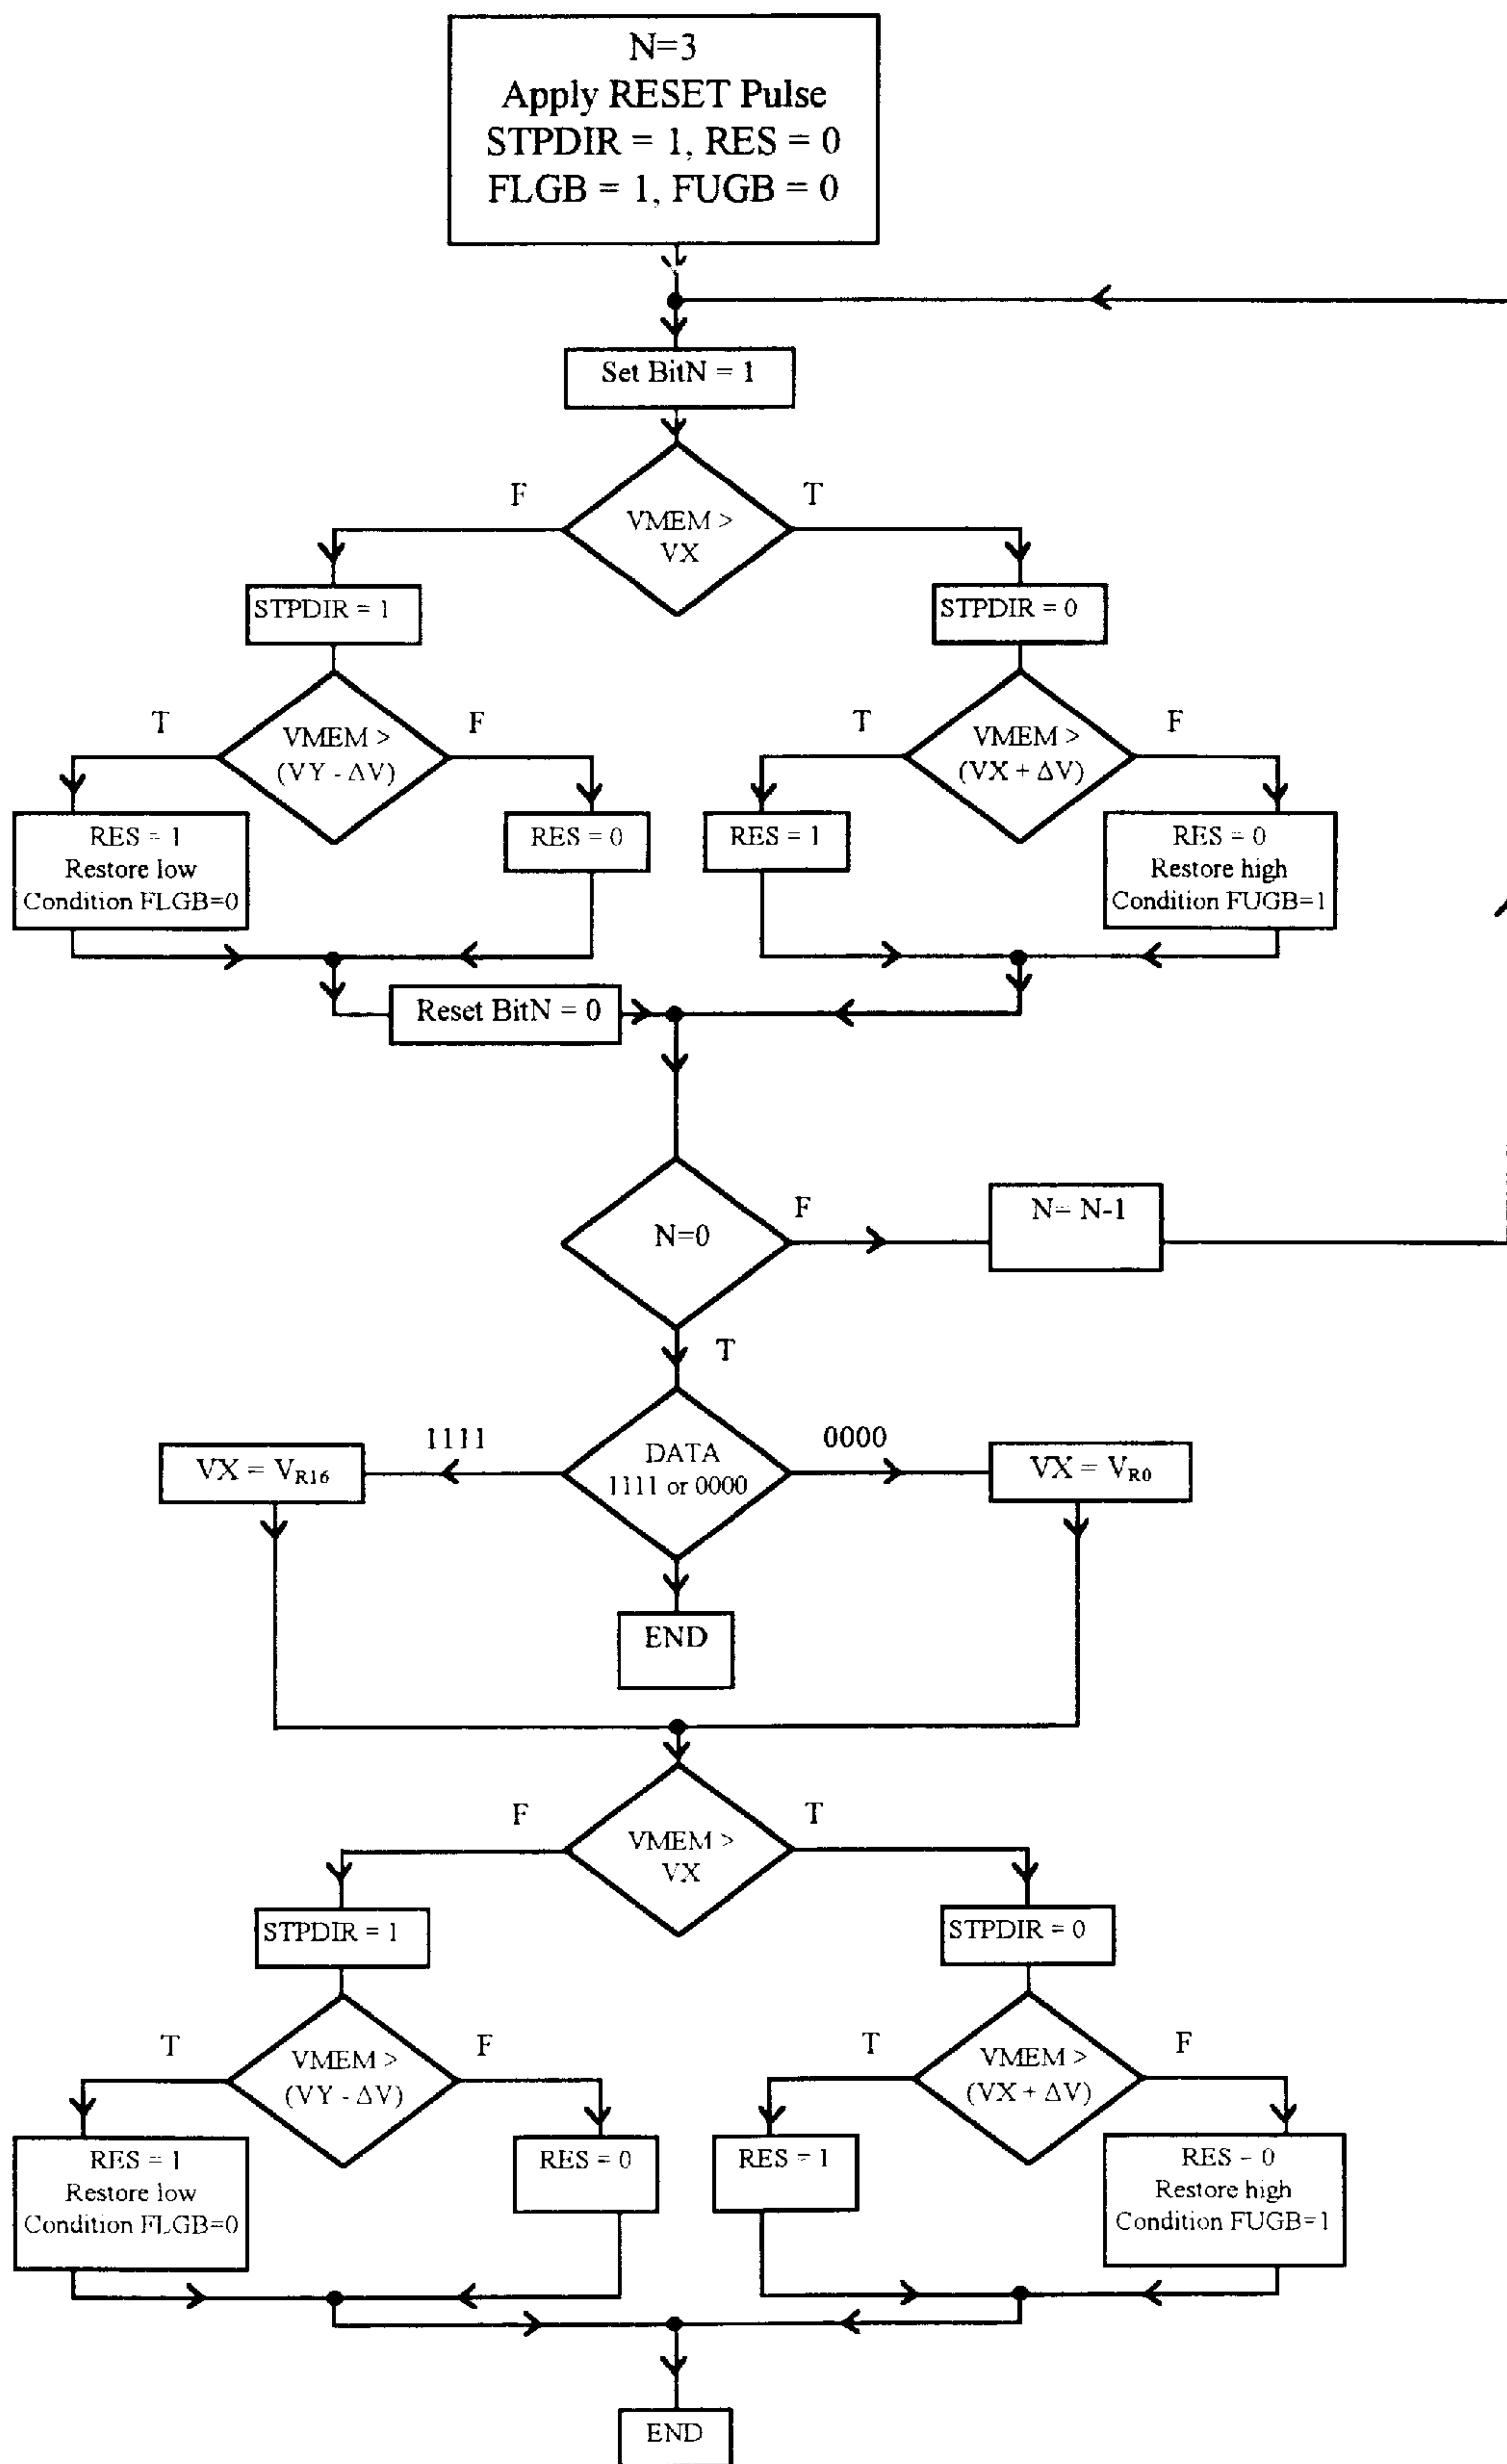 N=3
Apply RESET Pulse
STPDIR = 1, RES = 0
FLGB = 1, FUGB = 0
Set BitN = 1
F
T
VMEM >
VX
STPDIR = 1
STPDIR = 0
T
VMEM >
(VY - ΔV)
F
T
VMEM >
(VX + ΔV)
F
RES = 1
Restore low
Condition FLGB=0
RES = 0
RES = 1
RES = 0
Restore high
Condition FUGB=1
Reset BitN = 0
N=0
F
N= N-1
T
1111
DATA
1111 or 0000
0000
VX = V_R16
VX = V_R0
END
F
T
VMEM >
VX
STPDIR = 1
STPDIR = 0
T
VMEM >
(VY - ΔV)
F
T
VMEM >
(VX + ΔV)
F
RES = 1
Restore low
Condition FLGB=0
RES = 0
RES = 1
RES = 0
Restore high
Condition FUGB=1
END